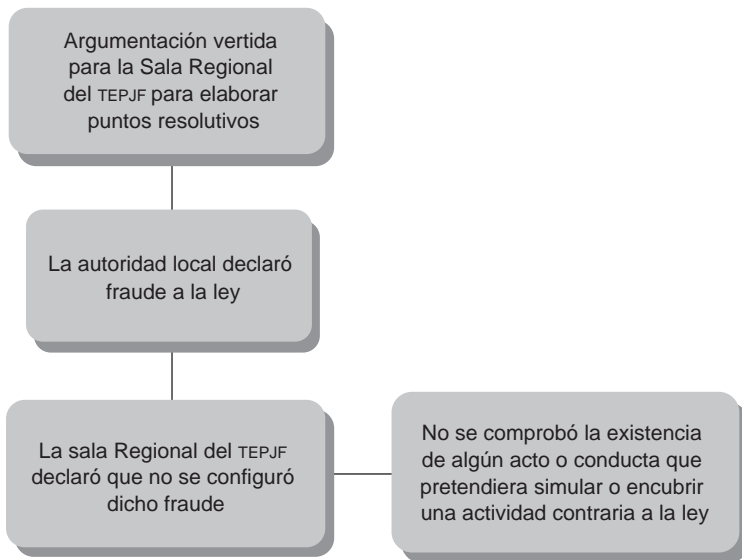 Argumentación vertida
para la Sala Regional
del TEPJF para elaborar
puntos resolutivos
La autoridad local declaró
fraude a la ley
La sala Regional del TEPJF
declaró que no se configuró
dicho fraude
No se comprobó la existencia
de algún acto o conducta que
pretendiera simular o encubrir
una actividad contraria a la ley